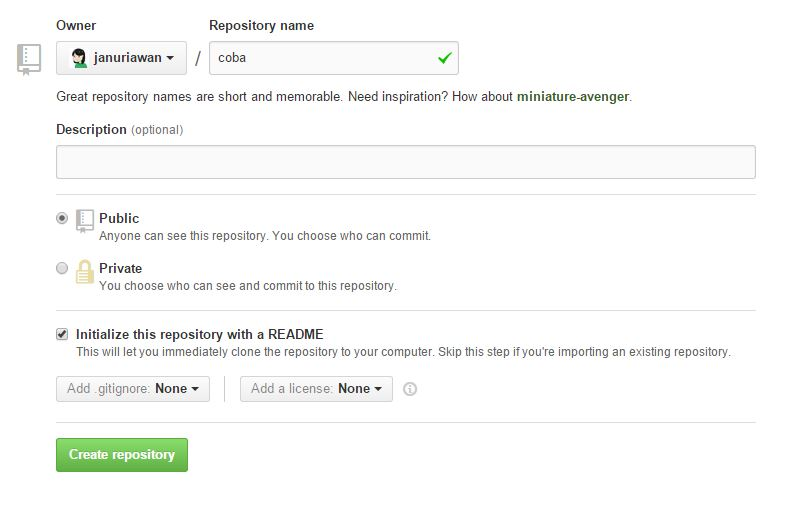 Owner Repository name
januriawan / coba
Great repository names are short and memorable. Need inspiration? How about miniature-avenger.
Description (optional)
Public
Anyone can see this repository. You choose who can commit.
Private
You choose who can see and commit to this repository.
Initialize this repository with a README
This will let you immediately clone the repository to your computer. Skip this step if you're importing an existing repository.
Add .gitignore: None Add a license: None
Create repository